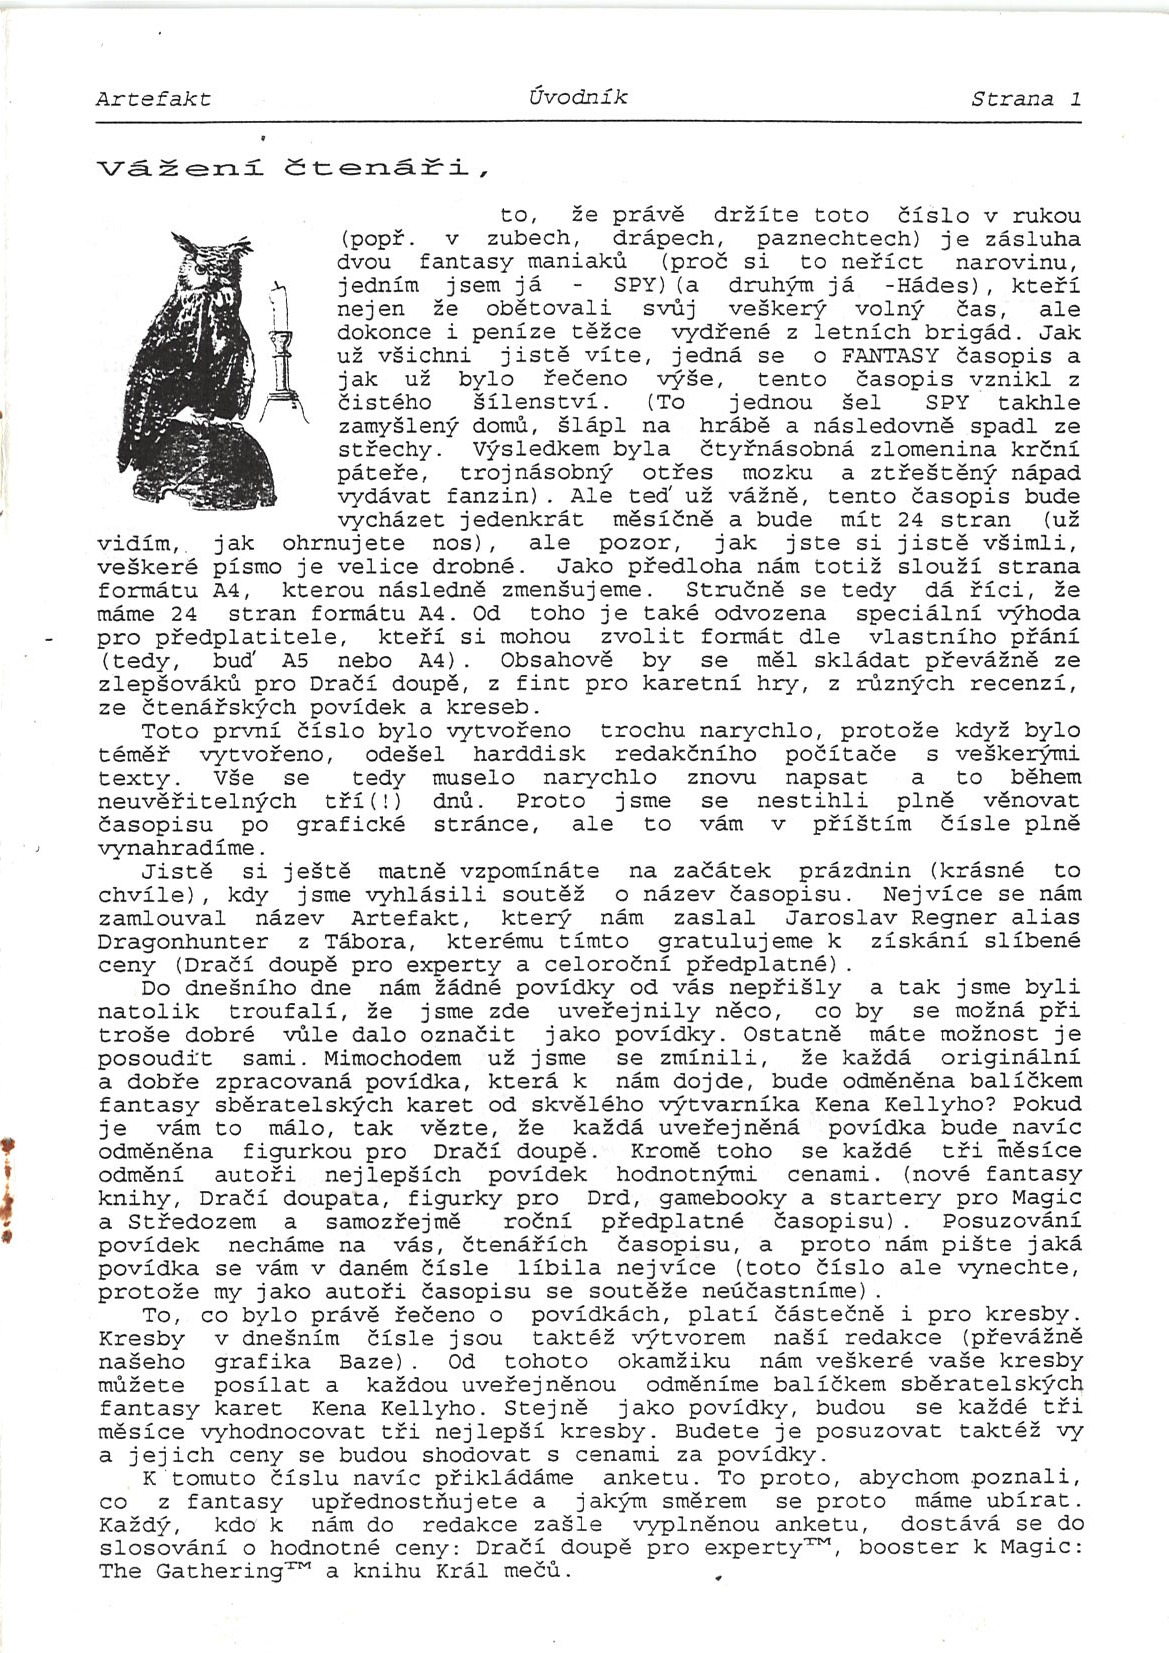 Artefakt Úvodník Strana 1
Vážení čtenáři,
to, že právě držíte toto číslo v rukou
(popř. v zubech, drápech, paznechtech) je zásluha
dvou fantasy maniaků (proč si to neříct narovinu,
jedním jsem já - SPY)(a druhým já -Hádes), kteří
nejen že obětovali svůj veškerý volný čas, ale
dokonce i peníze těžce vydřené z letních brigád. Jak
už všichni jistě víte, jedná se o FANTASY časopis a
jak už bylo řečeno výše, tento časopis vznikl z
čistého šílenství. (To jednou šel SPY takhle
zamyšlený domů, šlápl na hrábě a následovně spadl ze
střechy. Výsledkem byla čtyřnásobná zlomenina krční
páteře, trojnásobný otřes mozku a ztřeštěný nápad
vydávat fanzin). Ale teď už vážně, tento časopis bude
vycházet jedenkrát měsíčně a bude mít 24 stran (už
vidím, jak ohrnujete nos), ale pozor, jak jste si jistě všimli,
veškeré písmo je velice drobné. Jako předloha nám totiž slouží strana
formátu A4, kterou následně zmenšujeme. Stručně se tedy dá říci, že
máme 24 stran formátu A4. Od toho je také odvozena speciální výhoda
pro předplatitele, kteří si mohou zvolit formát dle vlastního přání
(tedy, buď A5 nebo A4). Obsahově by se měl skládat převážně ze
zlepšováků pro Dračí doupě, z fint pro karetní hry, z různých recenzí,
ze čtenářských povídek a kreseb.
Toto první číslo bylo vytvořeno trochu narychlo, protože když bylo
téměř vytvořeno, odešel harddisk redakčního počítače s veškerými
texty. Vše se tedy muselo narychlo znovu napsat a to během
neuvěřitelných tří(!) dnů. Proto jsme se nestihli plně věnovat
časopisu po grafické stránce, ale to vám v příštím čísle plně
vynahradíme.
Jistě si ještě matně vzpomínáte na začátek prázdnin (krásné to
chvíle), kdy jsme vyhlásili soutěž o název časopisu. Nejvíce se nám
zamlouval název Artefakt, který nám zaslal Jaroslav Regner alias
Dragonhunter z Tábora, kterému tímto gratulujeme k získání slíbené
ceny (Dračí doupě pro experty a celoroční předplatné).
Do dnešního dne nám žádné povídky od vás nepřišly a tak jsme byli
natolik troufalí, že jsme zde uveřejnily něco, co by se možná při
troše dobré vůle dalo označit jako povídky. Ostatně máte možnost je
posoudit sami. Mimochodem už jsme se zmínili, že každá originální
a dobře zpracovaná povídka, která k nám dojde, bude odměněna balíčkem
fantasy sběratelských karet od skvělého výtvarníka Kena Kellyho? Pokud
je vám to málo, tak vězte, že každá uveřejněná povídka bude navíc
odměněna figurkou pro Dračí doupě. Kromě toho se každé tři měsíce
odmění autoři nejlepších povídek hodnotnými cenami. (nové fantasy
knihy, Dračí doupata, figurky pro Drd, gamebooky a startery pro Magic
a Středozem a samozřejmě roční předplatné časopisu). Posuzování
povídek necháme na vás, čtenářích časopisu, a proto nám pište jaká
povídka se vám v daném čísle líbila nejvíce (toto číslo ale vynechte,
protože my jako autoři časopisu se soutěže neúčastníme).
To, co bylo právě řečeno o povídkách, platí částečně i pro kresby.
Kresby v dnešním čísle jsou taktéž výtvorem naší redakce (převážně
našeho grafika Baze). Od tohoto okamžiku nám veškeré vaše kresby
můžete posílat a každou uveřejněnou odměníme balíčkem sběratelských
fantasy karet Kena Kellyho. Stejně jako povídky, budou se každé tři
měsíce vyhodnocovat tři nejlepší kresby. Budete je posuzovat taktéž vy
a jejich ceny se budou shodovat s cenami za povídky.
K tomuto číslu navíc přikládáme anketu. To proto, abychom poznali,
co z fantasy upřednostňujete a jakým směrem se proto máme ubírat.
Každý, kdo k nám do redakce zašle vyplněnou anketu, dostává se do
slosování o hodnotné ceny: Dračí doupě pro experty™, booster k Magic:
The Gathering™ a knihu Král mečů.